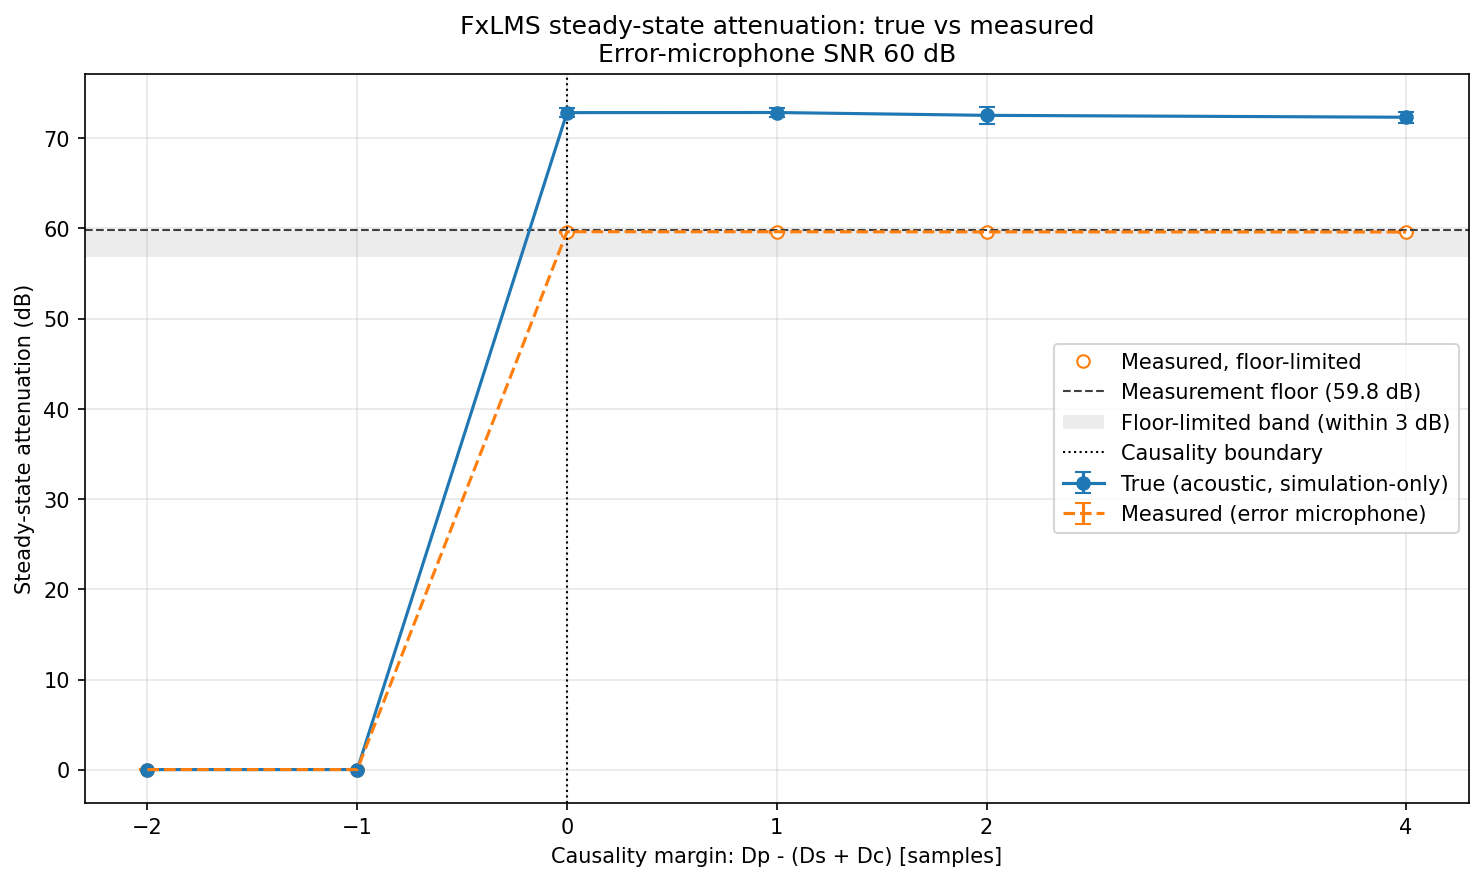 FxLMS steady-state attenuation: true vs measured
Error-microphone SNR 60 dB
Steady-state attenuation (dB)
70
60
50
40
30
20
10
0
Measured, floor-limited
Measurement floor (59.8 dB)
Floor-limited band (within 3 dB)
Causality boundary
True (acoustic, simulation-only)
Measured (error microphone)
−2 −1 0 1 2 4
Causality margin: Dp - (Ds + Dc) [samples]